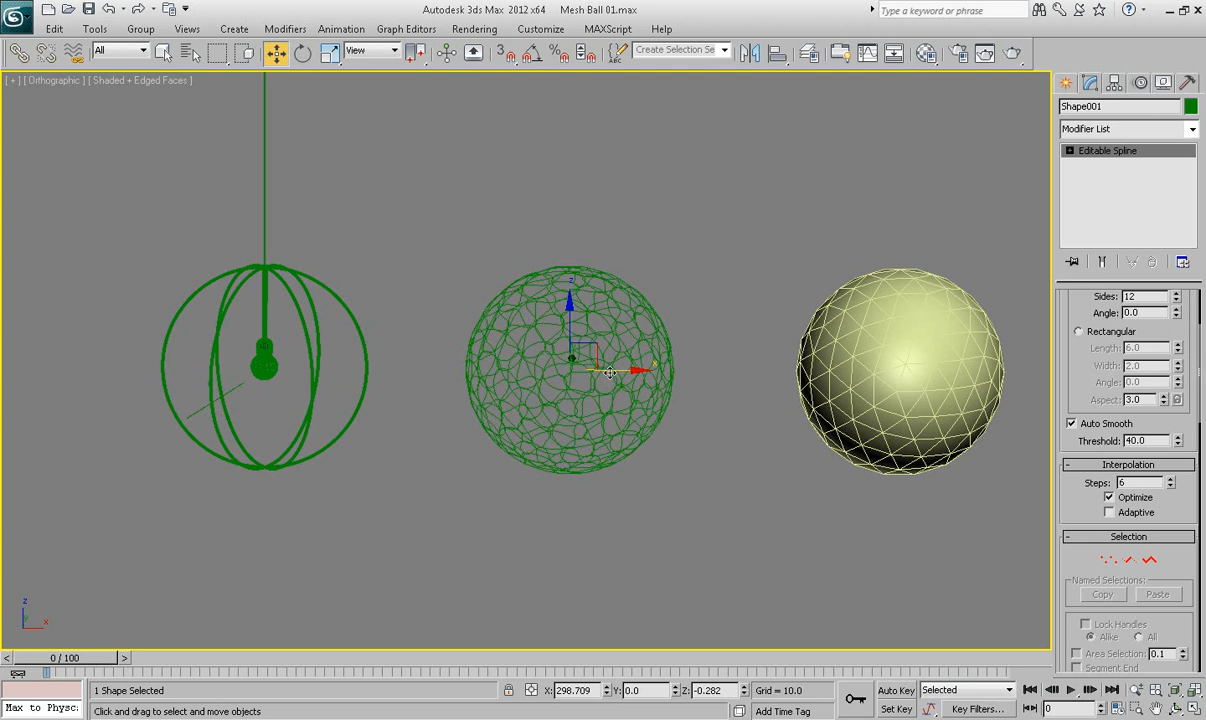 Autodesk 3ds Max 2012 x64 Mesh Ball 01.max
Type a keyword or phrase
Edit Tools Group Views Create Modifiers Animation Graph Editors Rendering Customize MAXScript Help
All View Create Selection Se
[ + ] [ Orthographic ] [ Shaded + Edged Faces ]
Shape001
Modifier List
Editable Spline
Sides: 12
Angle: 0.0
Rectangular
Length: 6.0
Width: 2.0
Angle: 0.0
Aspect: 3.0
Auto Smooth
Threshold: 40.0
Interpolation
Steps: 6
Optimize
Adaptive
Selection
Named Selections:
Copy Paste
Lock Handles
Alike All
Area Selection: 0.1
Segment End
z
x
z
x
0 / 100
1 Shape Selected X: 298.709 Y: 0.0 Z: -0.282 Grid = 10.0 Auto Key Selected
Max to Physc: Click and drag to select and move objects Add Time Tag Set Key Key Filters... 0